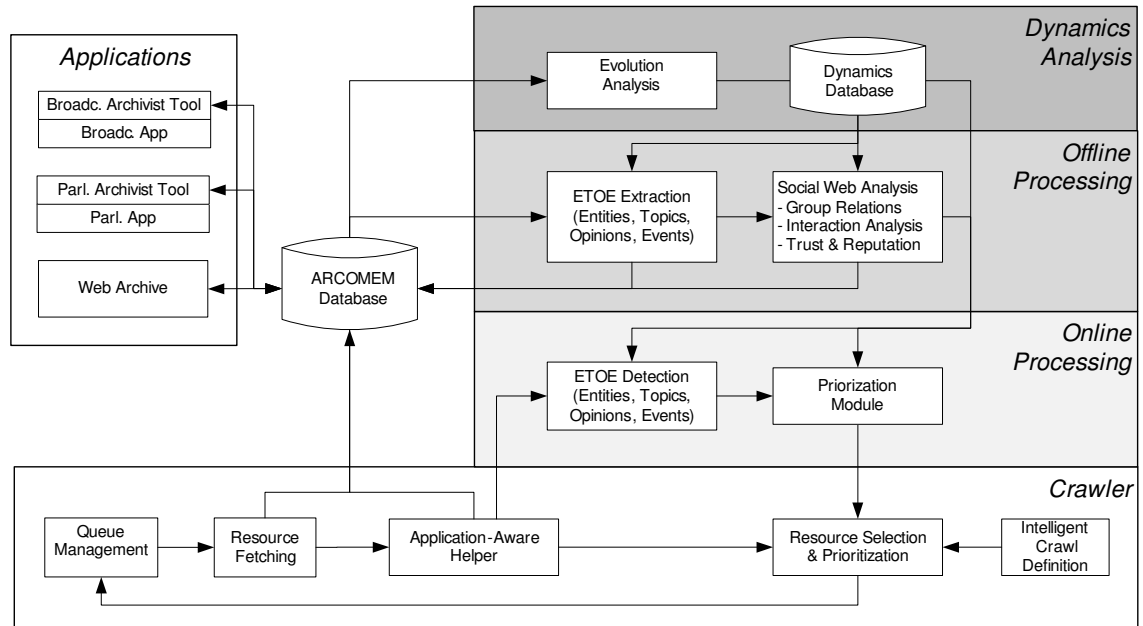 Applications
Broadc. Archivist Tool
Broadc. App
Parl. Archivist Tool
Parl. App
Web Archive
ARCOMEM
Database
Dynamics
Analysis
Evolution
Analysis
Dynamics
Database
Offline
Processing
ETOE Extraction
(Entities, Topics,
Opinions, Events)
Social Web Analysis
- Group Relations
- Interaction Analysis
- Trust & Reputation
Online
Processing
ETOE Detection
(Entities, Topics,
Opinions, Events)
Priorization
Module
Crawler
Queue
Management
Resource
Fetching
Application-Aware
Helper
Resource Selection
& Prioritization
Intelligent
Crawl
Definition